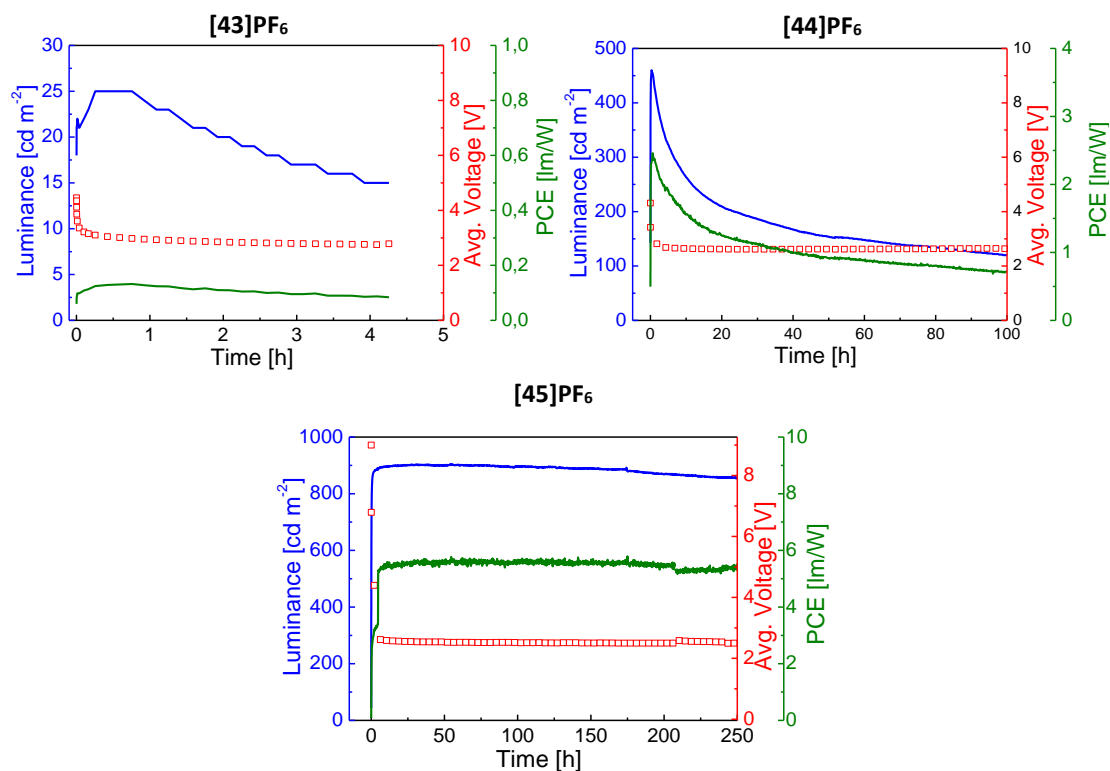 [43]PF₆
30
25
20
15
10
5
0
Luminance [cd m⁻²]
0 1 2 3 4 5
Time [h]
10
8
6
4
2
0
Avg. Voltage [V]
1,0
0,8
0,6
0,4
0,2
0,0
PCE [lm/W]
[44]PF₆
500
400
300
200
100
0
Luminance [cd m⁻²]
0 20 40 60 80 100
Time [h]
10
8
6
4
2
0
Avg. Voltage [V]
4
3
2
1
0
PCE [lm/W]
[45]PF₆
1000
800
600
400
200
0
Luminance [cd m⁻²]
0 50 100 150 200 250
Time [h]
8
6
4
2
0
Avg. Voltage [V]
10
8
6
4
2
0
PCE [lm/W]